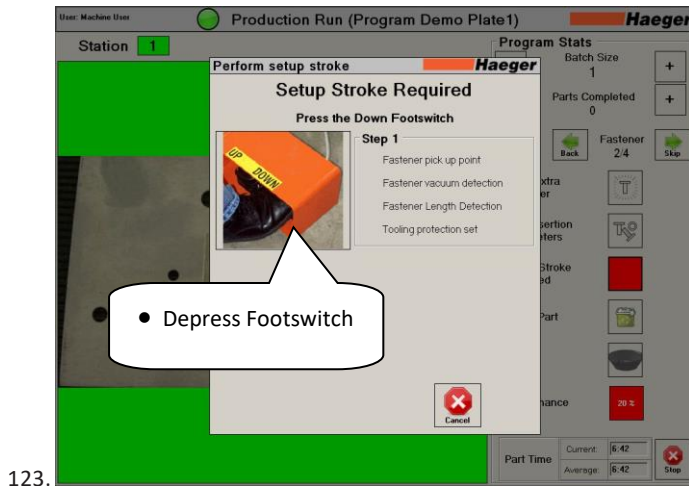 User: Machine User
Production Run (Program Demo Plate1)
Haeger
Station 1
Program Stats
Batch Size
1
+
Parts Completed
0
+
Back
Fastener
2/4
Skip
xtra
er
T
sertion
eters
Stroke
ed
Part
nance
20 %
Part Time
Current: 6:42
Average: 6:42
Stop
Perform setup stroke
Haeger
Setup Stroke Required
Press the Down Footswitch
UP DOWN
Step 1
Fastener pick up point
Fastener vacuum detection
Fastener Length Detection
Tooling protection set
• Depress Footswitch
Cancel
123.